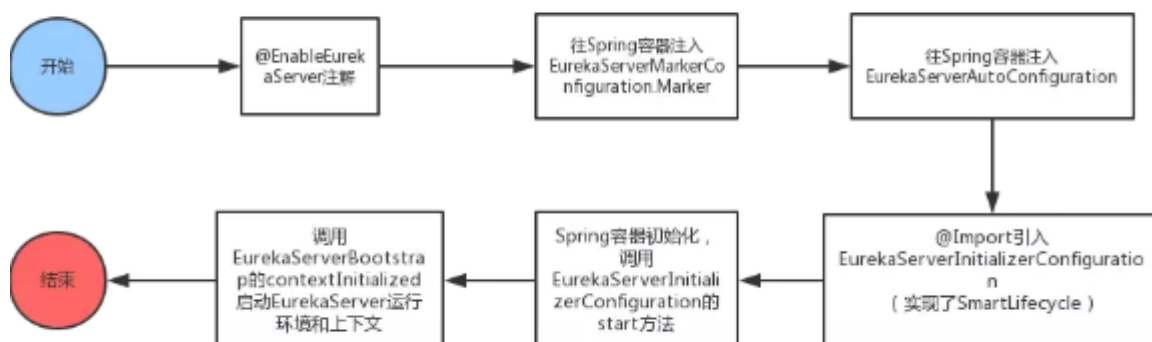 开始
@EnableEurek
aServer注解
往Spring容器注入
EurekaServerMarkerCo
nfiguration.Marker
往Spring容器注入
EurekaServerAutoConfiguration
@Import引入
EurekaServerInitializerConfiguratio
n
（实现了SmartLifecycle）
Spring容器初始化，
调用
EurekaServerInitiali
zerConfiguration的
start方法
调用
EurekaServerBootstra
p的contextInitialized
启动EurekaServer运行
环境和上下文
结束